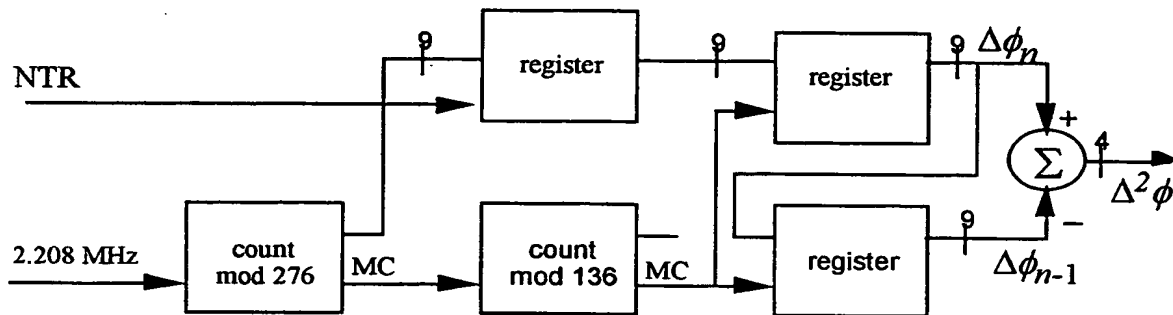 9
register
9
register
9
Δϕn
NTR
+
Σ
4
Δ²ϕ
−
2.208 MHz
count
mod 276
MC
count
mod 136
MC
register
9
Δϕn-1